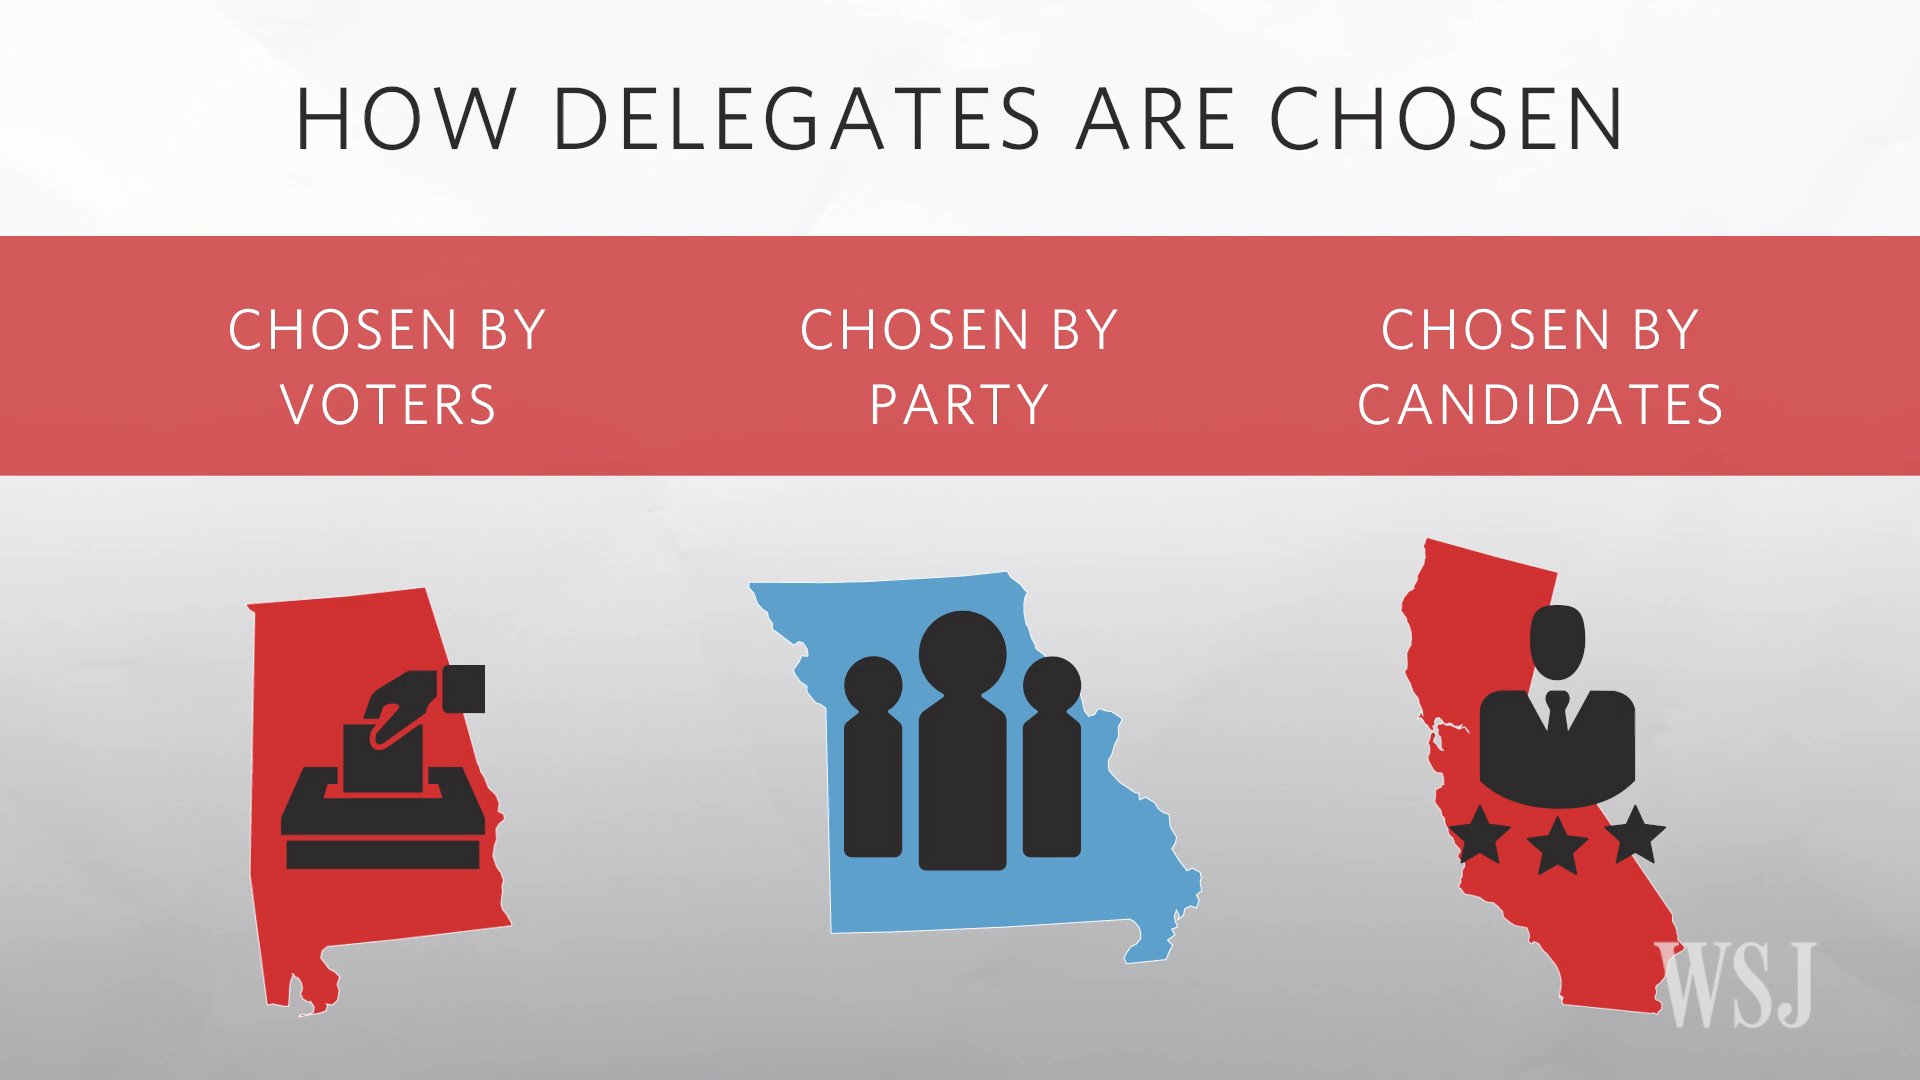 HOW DELEGATES ARE CHOSEN
CHOSEN BY
VOTERS
CHOSEN BY
PARTY
CHOSEN BY
CANDIDATES
WSJ